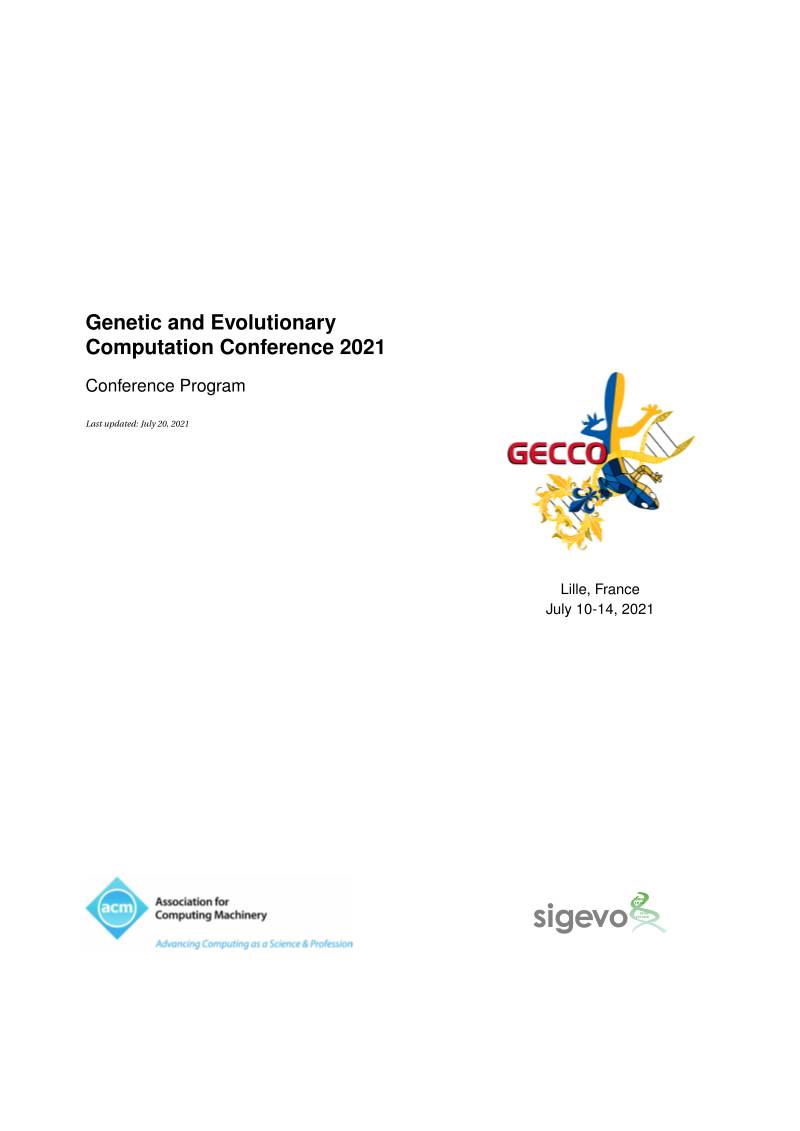 Genetic and Evolutionary
Computation Conference 2021
Conference Program
Last updated: July 20, 2021
GECCO
Lille, France
July 10-14, 2021
acm
Association for
Computing Machinery
Advancing Computing as a Science & Profession
sigevo